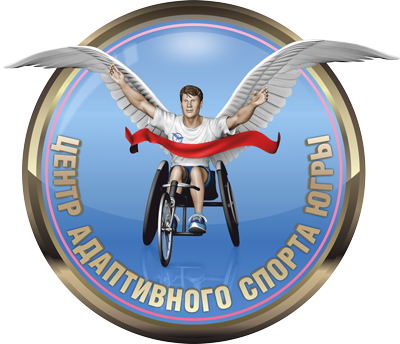 ЦЕНТР АДАПТИВНОГО СПОРТА ЮГРЫ